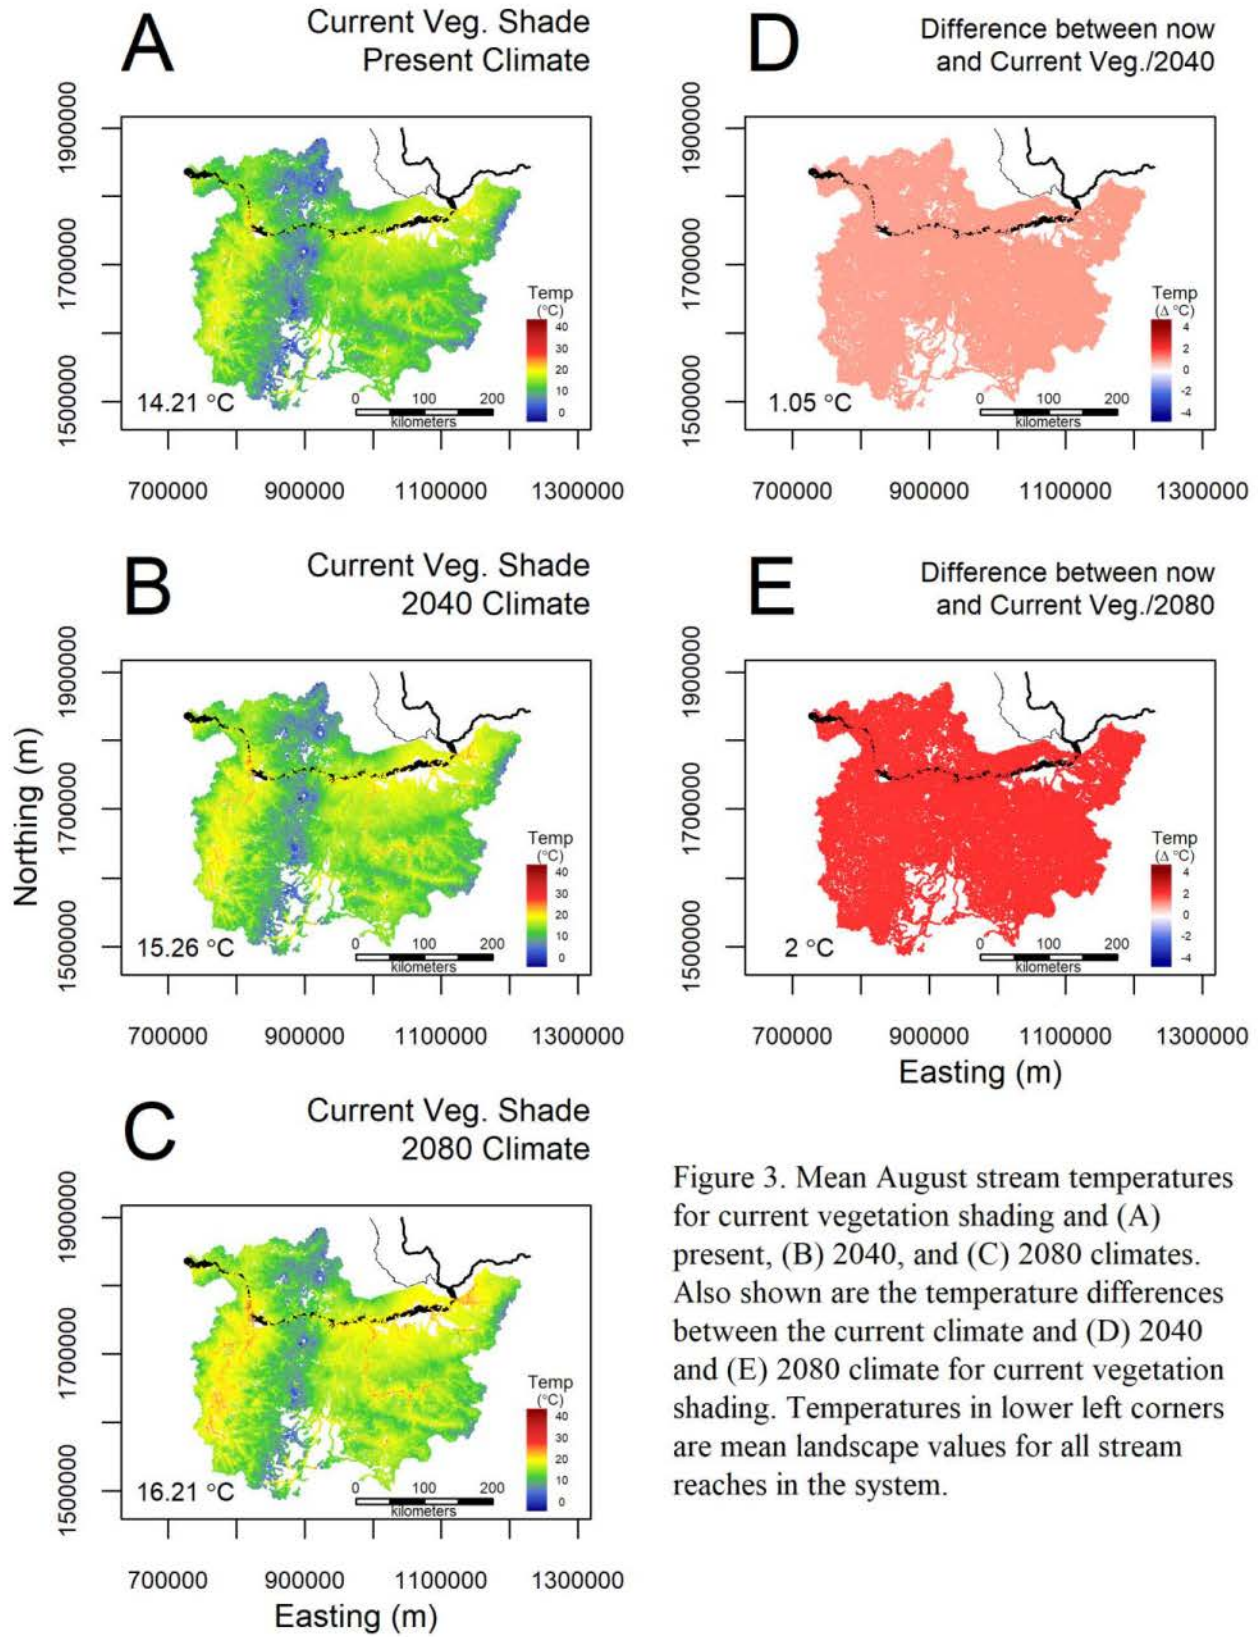 A
Current Veg. Shade
Present Climate
1900000
1700000
1500000
Temp
(°C)
40
30
20
10
0
14.21 °C
0 100 200
kilometers
700000 900000 1100000 1300000
D
Difference between now
and Current Veg./2040
1900000
1700000
1500000
Temp
(Δ °C)
4
2
0
-2
-4
1.05 °C
0 100 200
kilometers
700000 900000 1100000 1300000
B
Current Veg. Shade
2040 Climate
Northing (m)
1900000
1700000
1500000
Temp
(°C)
40
30
20
10
0
15.26 °C
0 100 200
kilometers
700000 900000 1100000 1300000
E
Difference between now
and Current Veg./2080
1900000
1700000
1500000
Temp
(Δ °C)
4
2
0
-2
-4
2 °C
0 100 200
kilometers
700000 900000 1100000 1300000
Easting (m)
C
Current Veg. Shade
2080 Climate
1900000
1700000
1500000
Temp
(°C)
40
30
20
10
0
16.21 °C
0 100 200
kilometers
700000 900000 1100000 1300000
Easting (m)
Figure 3. Mean August stream temperatures
for current vegetation shading and (A)
present, (B) 2040, and (C) 2080 climates.
Also shown are the temperature differences
between the current climate and (D) 2040
and (E) 2080 climate for current vegetation
shading. Temperatures in lower left corners
are mean landscape values for all stream
reaches in the system.